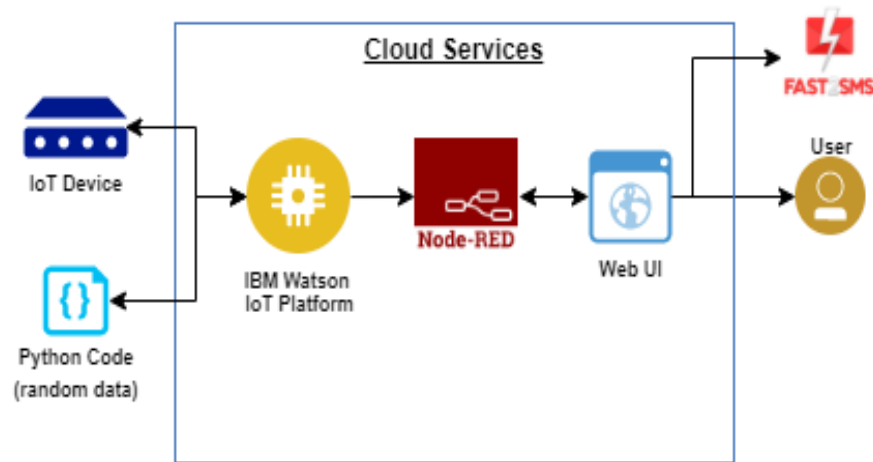 Cloud Services
FAST2SMS
IoT Device
User
Node-RED
IBM Watson
IoT Platform
Web UI
Python Code
(random data)